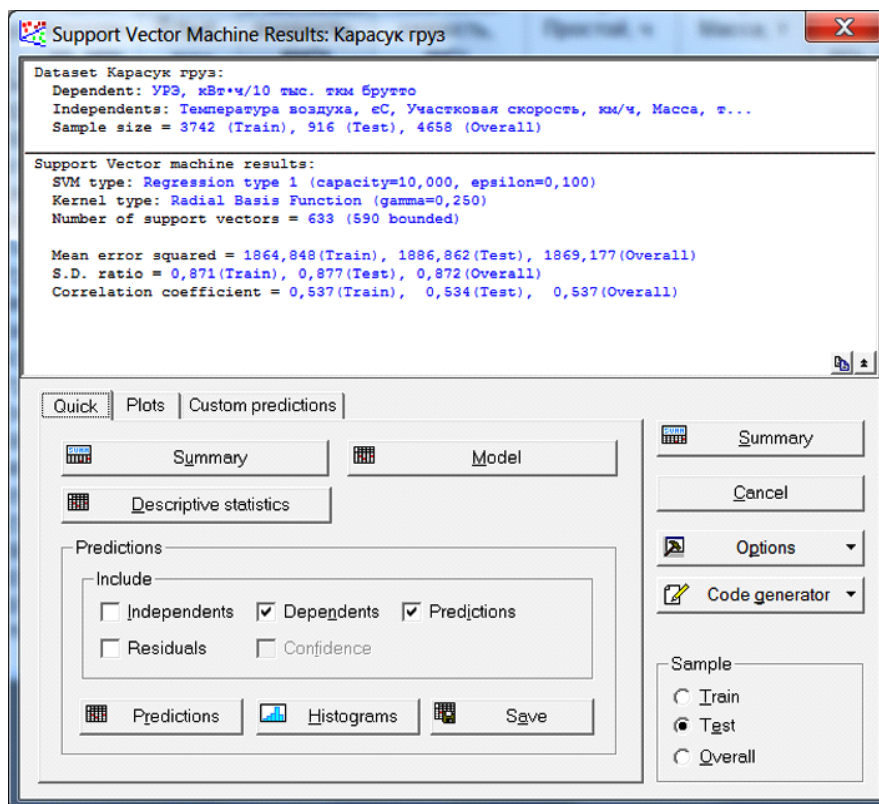 Support Vector Machine Results: Карасук груз
Простой, ч
Масса, т
Dataset Карасук груз:
Dependent: УРЭ, кВт•ч/10 тыс. ткм брутто
Independents: Температура воздуха, єС, Участковая скорость, км/ч, Масса, т...
Sample size = 3742 (Train), 916 (Test), 4658 (Overall)
Support Vector machine results:
SVM type: Regression type 1 (capacity=10,000, epsilon=0,100)
Kernel type: Radial Basis Function (gamma=0,250)
Number of support vectors = 633 (590 bounded)
Mean error squared = 1864,848(Train), 1886,862(Test), 1869,177(Overall)
S.D. ratio = 0,871(Train), 0,877(Test), 0,872(Overall)
Correlation coefficient = 0,537(Train), 0,534(Test), 0,537(Overall)
Quick Plots Custom predictions
Summary Model
Descriptive statistics
Predictions
Include
Independents Dependents Predictions
Residuals Confidence
Predictions Histograms Save
Summary
Cancel
Options
Code generator
Sample
Train
Test
Overall